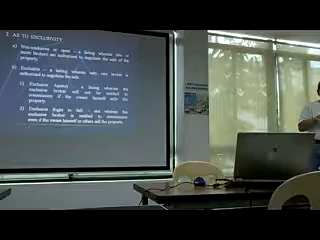 2. AS TO EXCLUSIVITY
a) Non-exclusive or open – a listing wherein two or
more brokers are authorized to negotiate the sale of the
property.
b) Exclusive – a listing wherein only one broker is
authorized to negotiate the sale.
1) Exclusive Agency – a listing wherein the
exclusive broker will not be entitled to
commission if the owner himself sells the
property.
2) Exclusive Right to Sell – one wherein the
exclusive broker is entitled to commission
even if the owner himself or others sell the property.